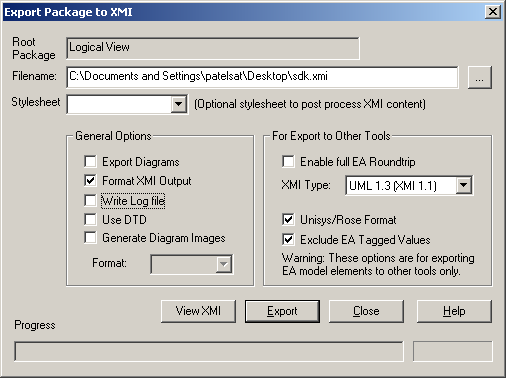 Export Package to XMI
Root Package
Logical View
Filename:
C:\Documents and Settings\patelsat\Desktop\sdk.xmi
...
Stylesheet
(Optional stylesheet to post process XMI content)
General Options
Export Diagrams
Format XMI Output
Write Log file
Use DTD
Generate Diagram Images
Format:
For Export to Other Tools
Enable full EA Roundtrip
XMI Type:
UML 1.3 (XMI 1.1)
Unisys/Rose Format
Exclude EA Tagged Values
Warning: These options are for exporting
EA model elements to other tools only.
View XMI
Export
Close
Help
Progress